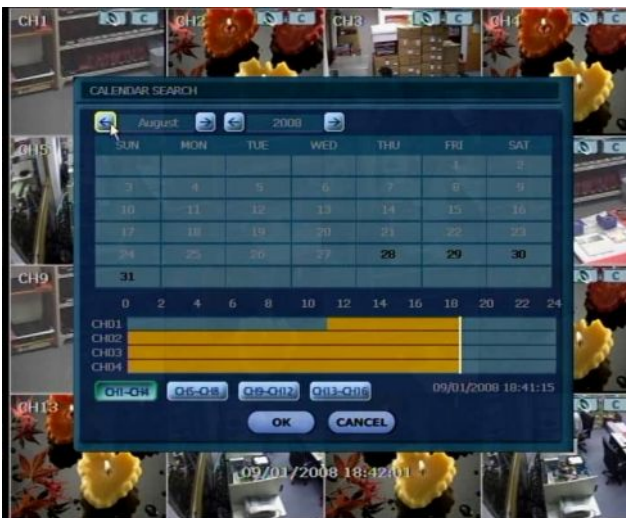 CH1 C CH2 C CH3 C CH4 C
CALENDAR SEARCH
August 2008
CH5
SUN MON TUE WED THU FRI SAT
1 2
3 4 5 6 7 8 9
10 11 12 13 14 15 16
17 18 19 20 21 22 23
24 25 26 27 28 29 30
CH9 C
31
0 2 4 6 8 10 12 14 16 18 20 22 24
CH01
CH02
CH03
CH04
CH1-CH4 CH5-CH8 CH9-CH12 CH13-CH16 09/01/2008 18:41:15
CH13 C
OK CANCEL
09/01/2008 18:42:01